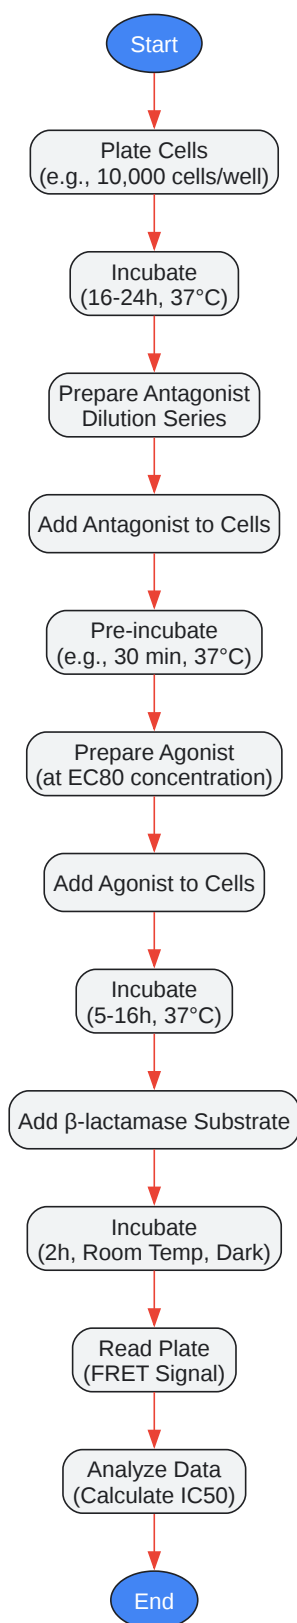 Start
Plate Cells
(e.g., 10,000 cells/well)
Incubate
(16-24h, 37°C)
Prepare Antagonist
Dilution Series
Add Antagonist to Cells
Pre-incubate
(e.g., 30 min, 37°C)
Prepare Agonist
(at EC80 concentration)
Add Agonist to Cells
Incubate
(5-16h, 37°C)
Add β-lactamase Substrate
Incubate
(2h, Room Temp, Dark)
Read Plate
(FRET Signal)
Analyze Data
(Calculate IC50)
End